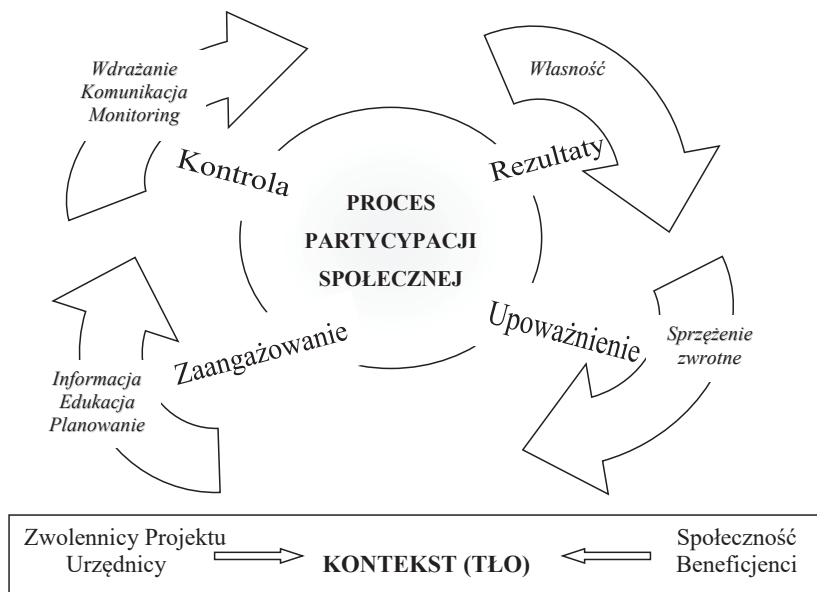 Wdrażanie
Komunikacja
Monitoring
Własność
Kontrola
Rezultaty
PROCES
PARTYCYPACJI
SPOŁECZNEJ
Zaangażowanie
Upoważnienie
Informacja
Edukacja
Planowanie
Sprzężenie
zwrotne
Zwolennicy Projektu
Urzędnicy
KONTEKST (TŁO)
Społeczność
Beneficjenci